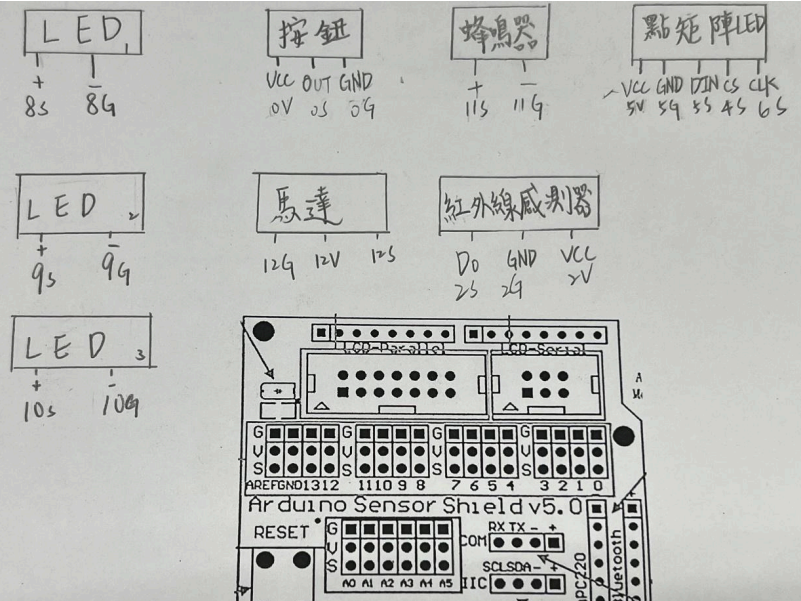 LED1
+ -
8S 8G
按鈕
VCC OUT GND
0V 0S 0G
蜂鳴器
+ -
11S 11G
點矩陣LED
VCC GND DIN CS CLK
5V 5G 5S 4S 6S
LED 2
+ -
9S 9G
馬達
12G 12V 12S
紅外線感測器
DO GND VCC
2S 2G 2V
LED 3
+ -
10S 10G
LCD-Parallel LCD-Serial
G G G G
V V V V
S S S S
AREF GND 13 12 11 10 9 8 7 6 5 4 3 2 1 0
Arduino Sensor Shield v5.0
RESET
G
V
S
A0 A1 A2 A3 A4 A5
RX TX - +
COM
SCL SDA - +
IIC
APC220
Bluetooth
+
+